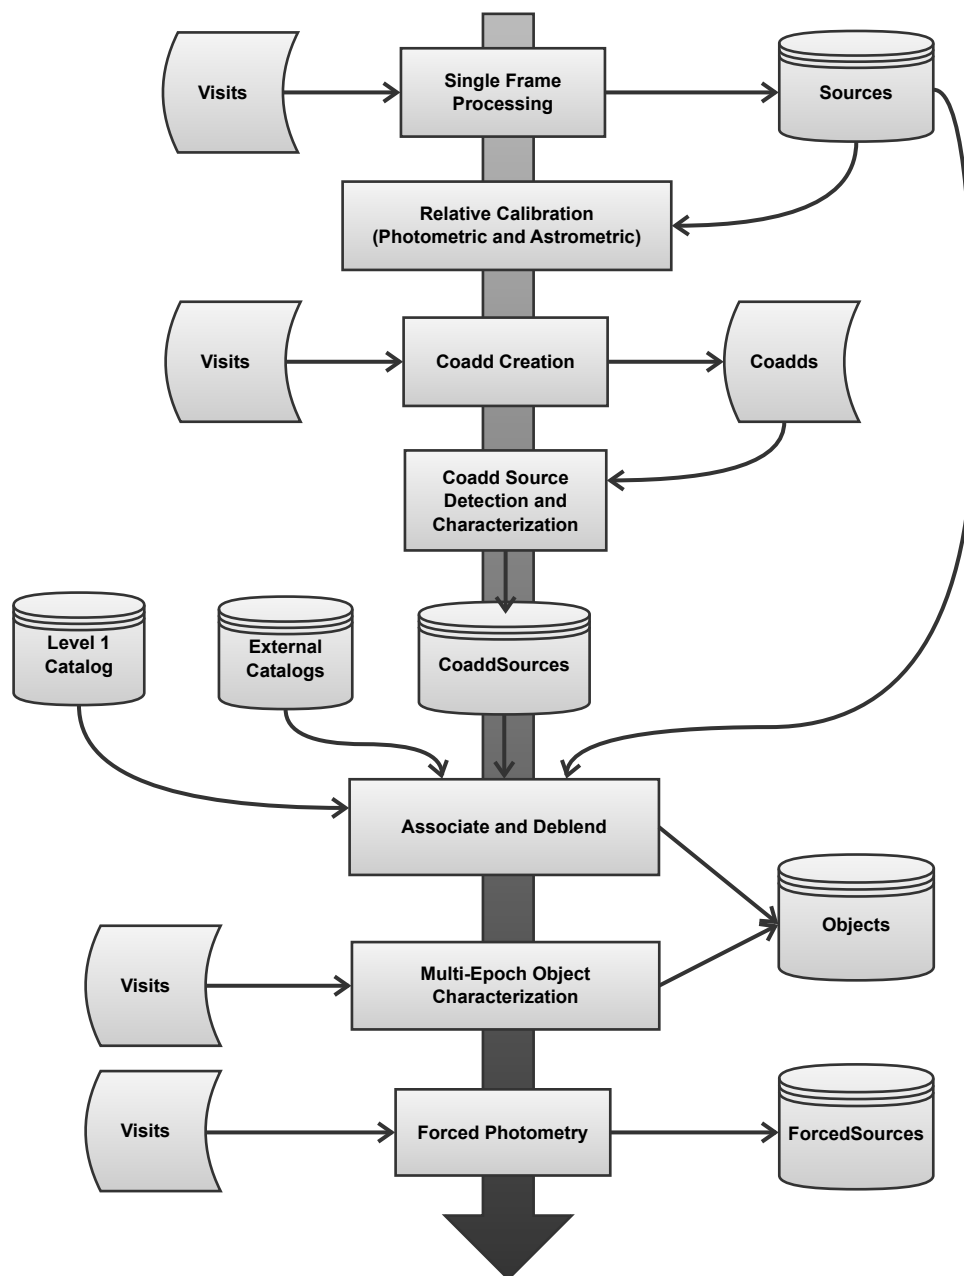 Visits
Single Frame
Processing
Sources
Relative Calibration
(Photometric and Astrometric)
Visits
Coadd Creation
Coadds
Coadd Source
Detection and
Characterization
Level 1
Catalog
External
Catalogs
CoaddSources
Associate and Deblend
Objects
Visits
Multi-Epoch Object
Characterization
Visits
Forced Photometry
ForcedSources